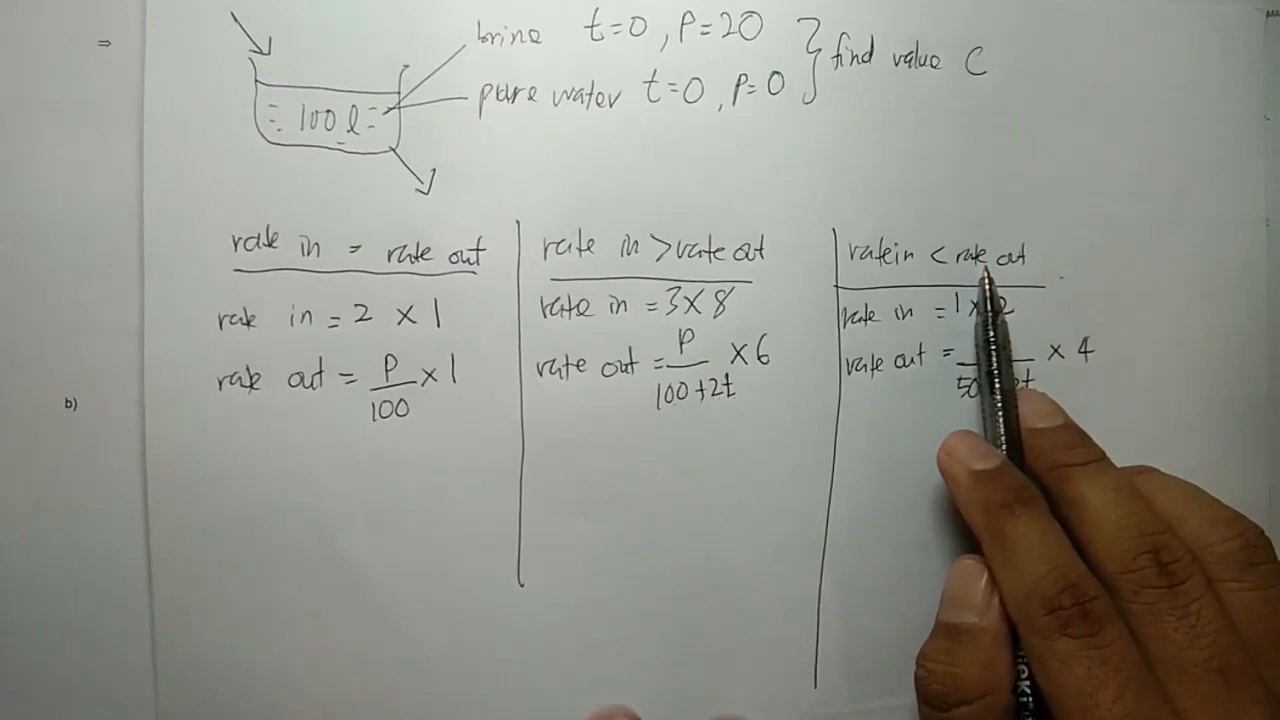 ⇒
brine t=0, P=20
pure water t=0, P=0
} find value C
100 l
rate in = rate out
rate in = 2 × 1
rate out = P/100 × 1
rate in > rate out
rate in = 3 × 8
rate out = P/100+2t × 6
rate in < rate out
rate in = 1 ×
rate out = × 4
b)